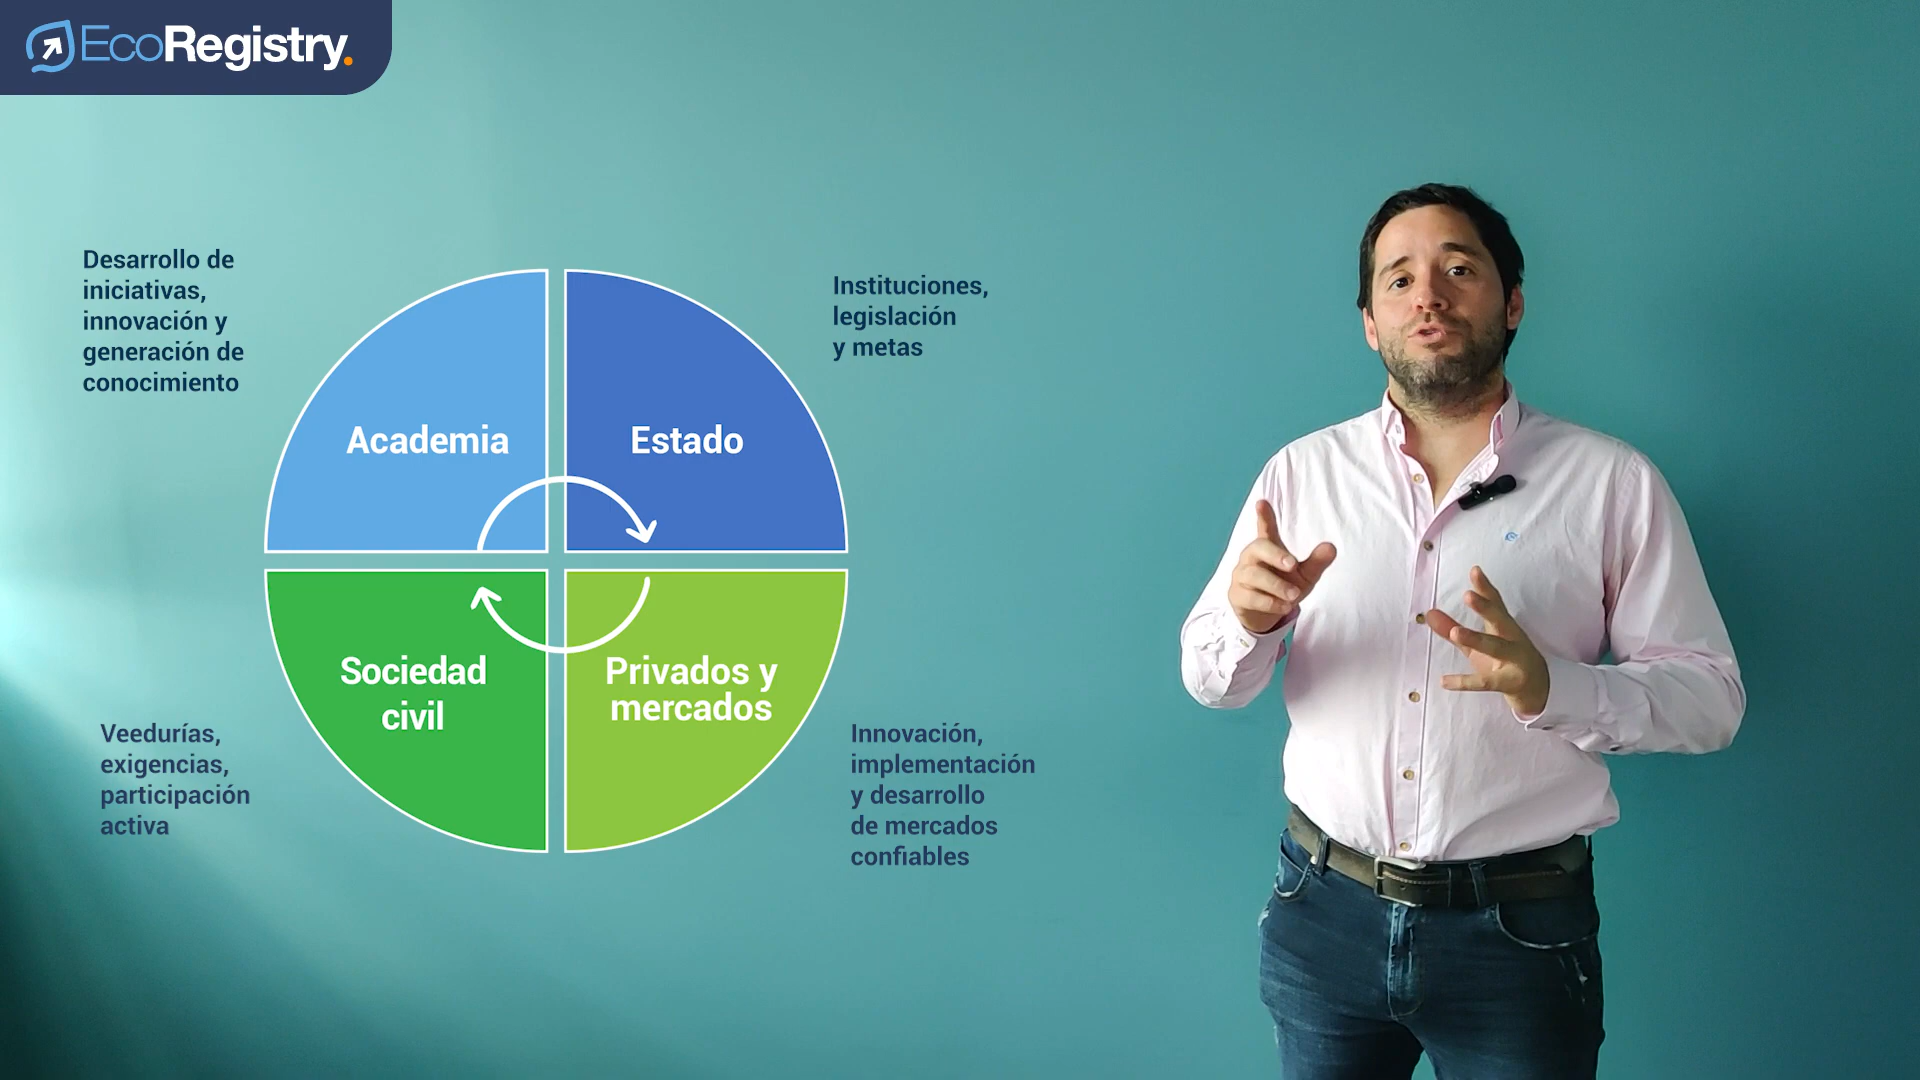 EcoRegistry.
Desarrollo de
iniciativas,
innovación y
generación de
conocimiento
Instituciones,
legislación
y metas
Academia
Estado
Sociedad
civil
Privados y
mercados
Veedurías,
exigencias,
participación
activa
Innovación,
implementación
y desarrollo
de mercados
confiables